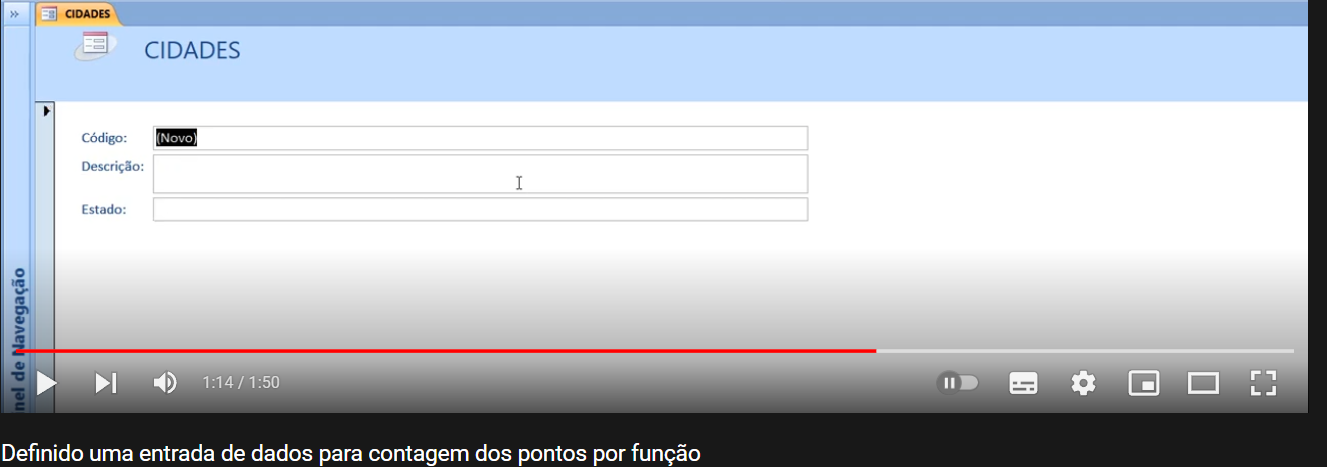 CIDADES
CIDADES
Código: (Novo)
Descrição:
Estado:
nel de Navegação
1:14 / 1:50
Definido uma entrada de dados para contagem dos pontos por função